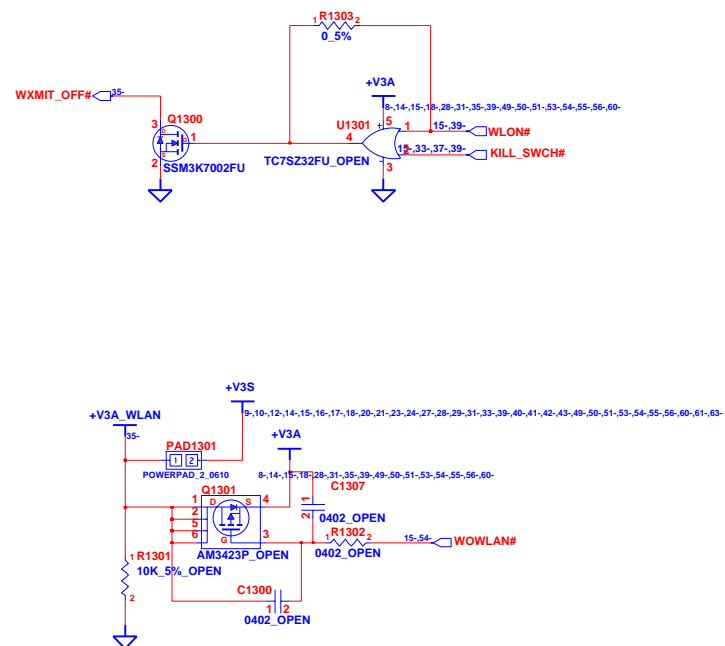 1 R1303 2
0_5%
+V3A
8-,14-,15-,18-,28-,31-,35-,39-,49-,50-,51-,53-,54-,55-,56-,60-
WXMIT_OFF# 35-
Q1300
3
D
G
S
1
2
SSM3K7002FU
U1301
5
+
4
1
2
-
3
TC7SZ32FU_OPEN
15-,39- WLON#
15-,33-,37-,39- KILL_SWCH#
+V3S
9-,10-,12-,14-,15-,16-,17-,18-,20-,21-,23-,24-,27-,28-,29-,31-,33-,39-,40-,41-,42-,43-,49-,50-,51-,53-,54-,55-,56-,60-,61-,63-
+V3A_WLAN
35-
PAD1301
1 2
POWERPAD_2_0610
+V3A
8-,14-,15-,18-,28-,31-,35-,39-,49-,50-,51-,53-,54-,55-,56-,60-
Q1301
1 D S 4
2
5
6 G 3
AM3423P_OPEN
C1307
1
2
0402_OPEN
R1302
1 2
0402_OPEN
15-,54- WOWLAN#
1 R1301
10K_5%_OPEN
2
C1300
1 2
0402_OPEN